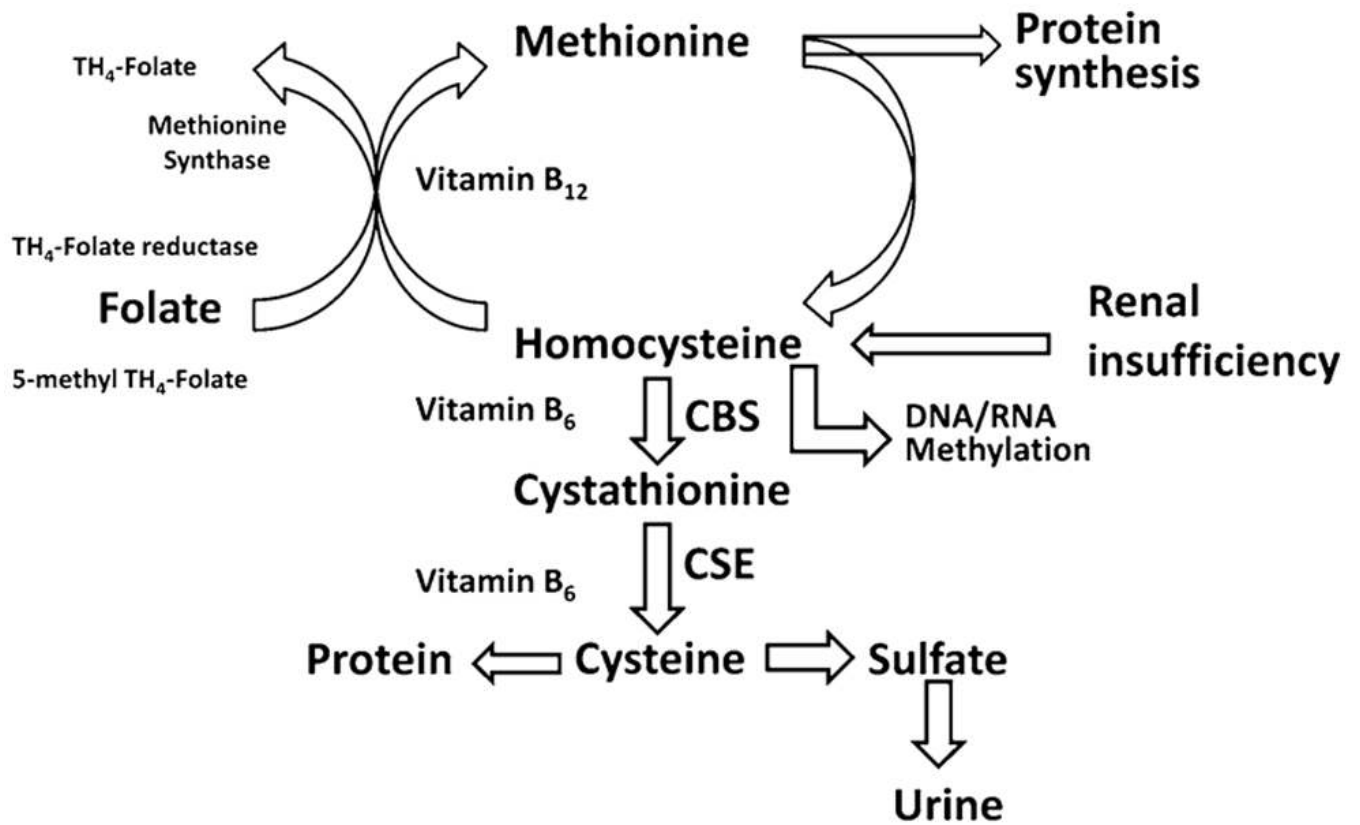 Methionine
Protein
synthesis
TH₄-Folate
Methionine
Synthase
Vitamin B₁₂
TH₄-Folate reductase
Folate
5-methyl TH₄-Folate
Homocysteine
Renal
insufficiency
Vitamin B₆
CBS
DNA/RNA
Methylation
Cystathionine
Vitamin B₆
CSE
Protein
Cysteine
Sulfate
Urine